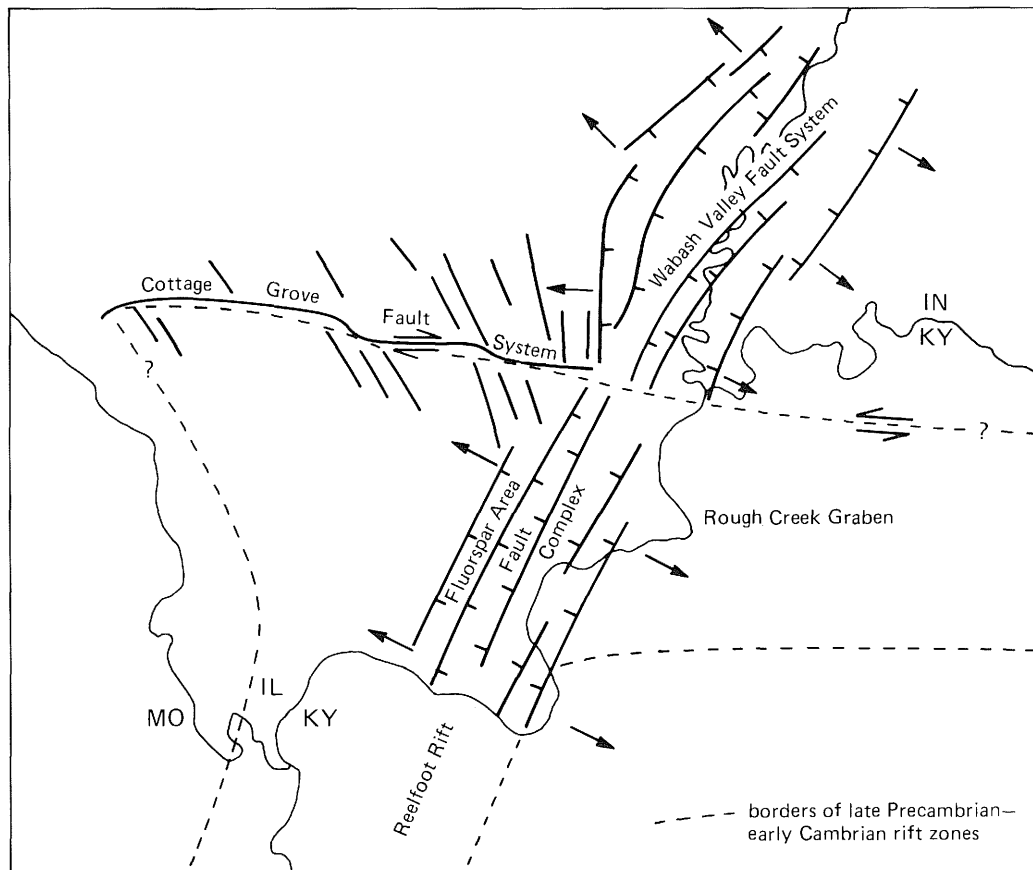 Wabash Valley Fault System
Cottage
Grove
Fault
System
IN
KY
?
?
Rough Creek Graben
Fluorspar Area
Fault
Complex
MO
IL
KY
Reelfoot Rift
borders of late Precambrian—
early Cambrian rift zones